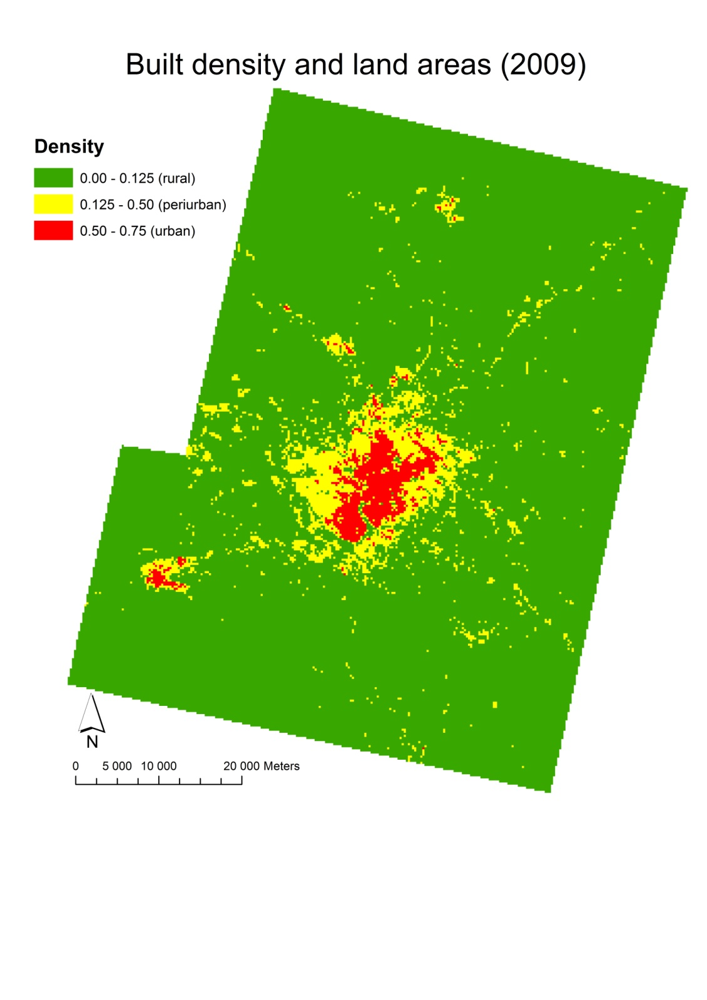 Built density and land areas (2009)
Density
0.00 - 0.125 (rural)
0.125 - 0.50 (periurban)
0.50 - 0.75 (urban)
N
0 5 000 10 000 20 000 Meters